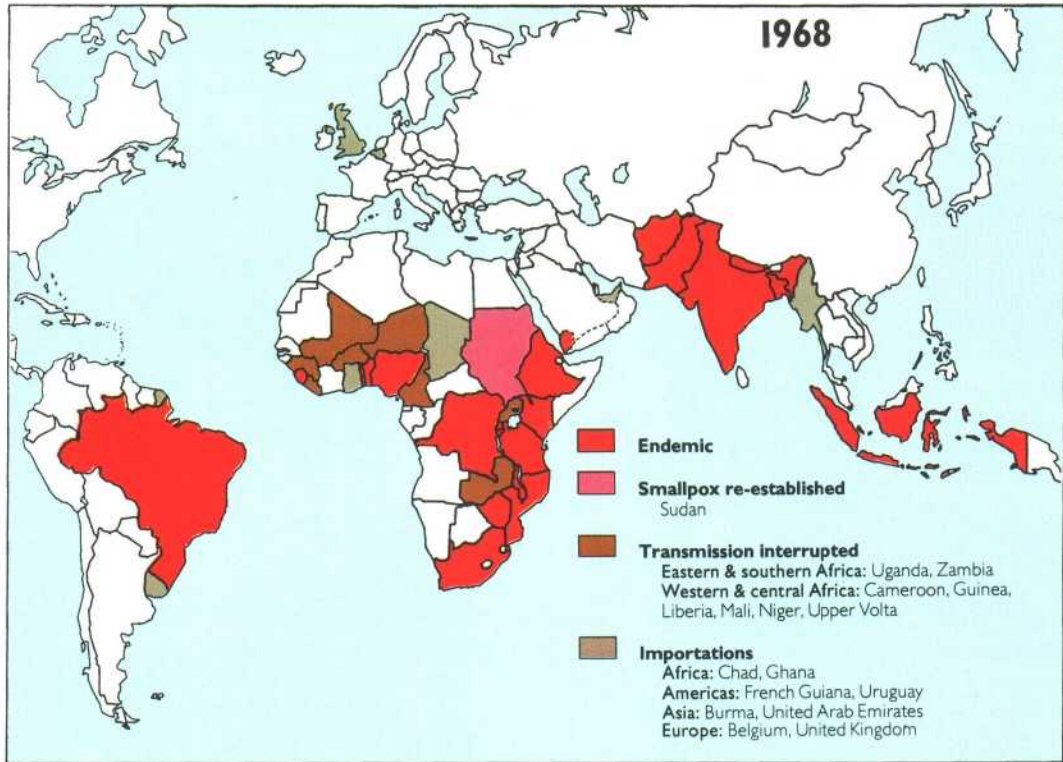 1968
Endemic
Smallpox re-established
Sudan
Transmission interrupted
Eastern & southern Africa: Uganda, Zambia
Western & central Africa: Cameroon, Guinea,
Liberia, Mali, Niger, Upper Volta
Importations
Africa: Chad, Ghana
Americas: French Guiana, Uruguay
Asia: Burma, United Arab Emirates
Europe: Belgium, United Kingdom